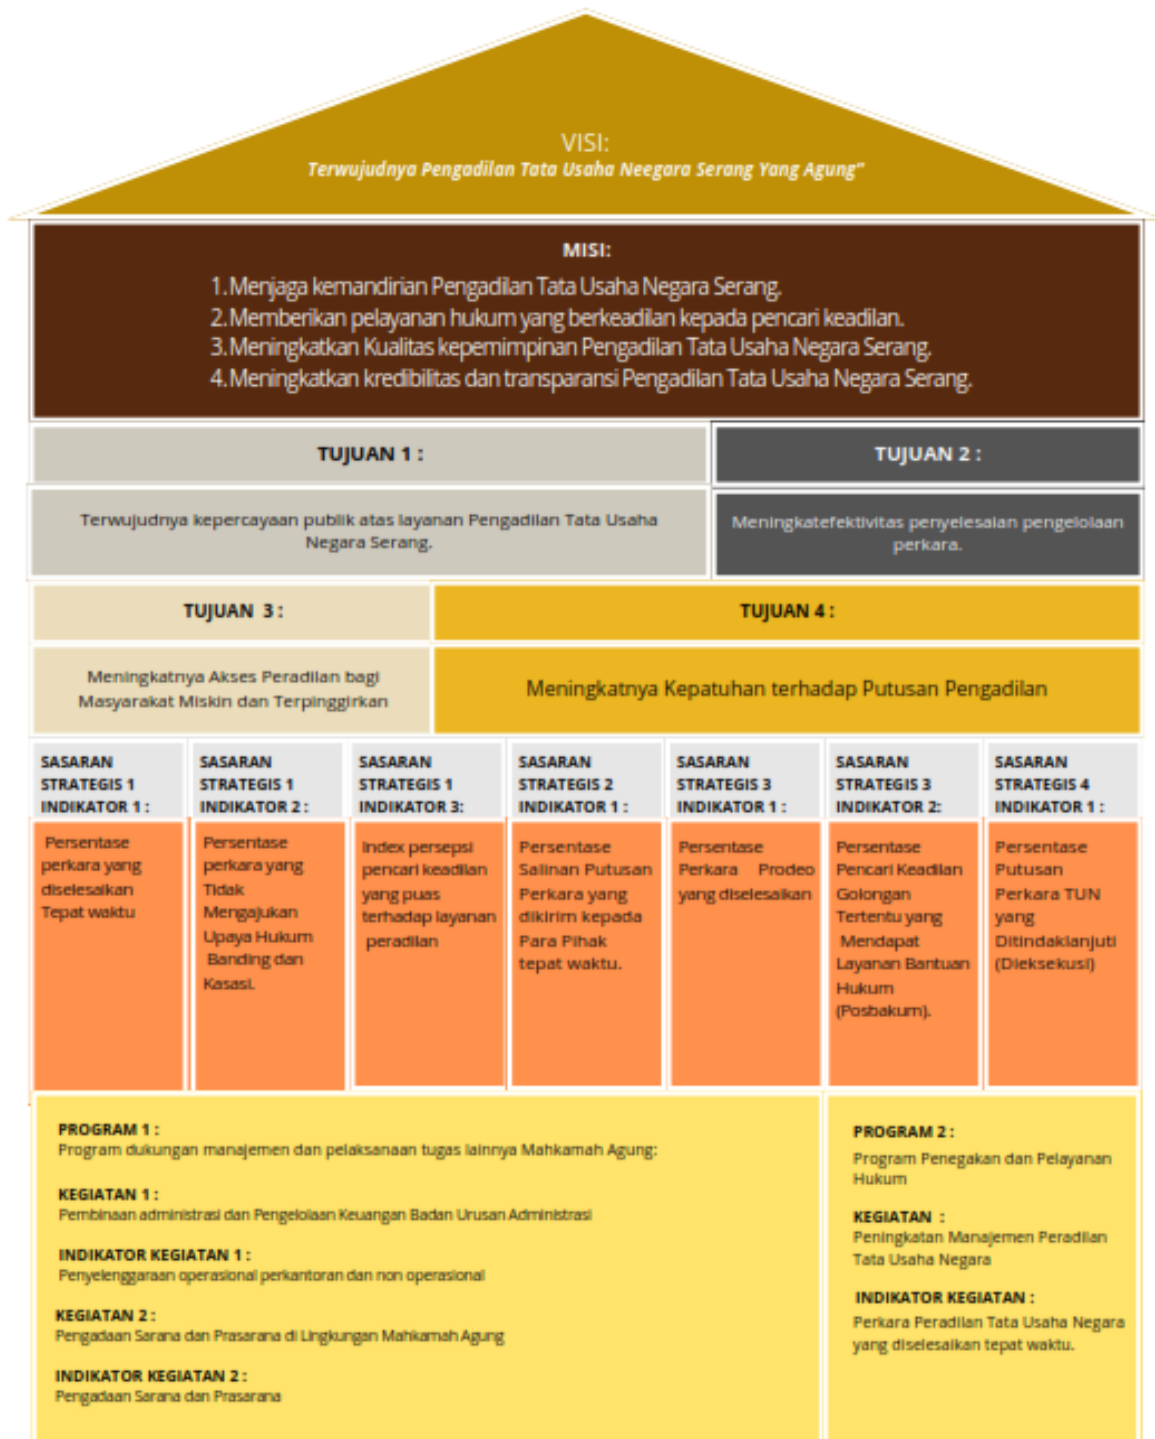 VISI:
Terwujudnya Pengadilan Tata Usaha Neegara Serang Yang Agung"
MISI:
1. Menjaga kemandirian Pengadilan Tata Usaha Negara Serang.
2. Memberikan pelayanan hukum yang berkeadilan kepada pencari keadilan.
3. Meningkatkan Kualitas kepemimpinan Pengadilan Tata Usaha Negara Serang.
4. Meningkatkan kredibilitas dan transparansi Pengadilan Tata Usaha Negara Serang.
TUJUAN 1 :
Terwujudnya kepercayaan publik atas layanan Pengadilan Tata Usaha
Negara Serang.
TUJUAN 2 :
Meningkatefektivitas penyelesaian pengelolaan
perkara.
TUJUAN 3 :
Meningkatnya Akses Peradilan bagi
Masyarakat Miskin dan Terpinggirkan
TUJUAN 4 :
Meningkatnya Kepatuhan terhadap Putusan Pengadilan
SASARAN
STRATEGIS 1
INDIKATOR 1 :
Persentase
perkara yang
diselesaikan
Tepat waktu
SASARAN
STRATEGIS 1
INDIKATOR 2 :
Persentase
perkara yang
Tidak
Mengajukan
Upaya Hukum
Banding dan
Kasasi.
SASARAN
STRATEGIS 1
INDIKATOR 3:
Index persepsi
pencari keadilan
yang puas
terhadap layanan
peradilan
SASARAN
STRATEGIS 2
INDIKATOR 1 :
Persentase
Salinan Putusan
Perkara yang
dikirim kepada
Para Pihak
tepat waktu.
SASARAN
STRATEGIS 3
INDIKATOR 1 :
Persentase
Perkara Prodeo
yang diselesaikan
SASARAN
STRATEGIS 3
INDIKATOR 2:
Persentase
Pencari Keadilan
Golongan
Tertentu yang
Mendapat
Layanan Bantuan
Hukum
(Posbakum).
SASARAN
STRATEGIS 4
INDIKATOR 1 :
Persentase
Putusan
Perkara TUN
yang
Ditindaklanjuti
(Dieksekusi)
PROGRAM 1 :
Program dukungan manajemen dan pelaksanaan tugas lainnya Mahkamah Agung:
KEGIATAN 1 :
Pembinaan administrasi dan Pengelolaan Keuangan Badan Urusan Administrasi
INDIKATOR KEGIATAN 1 :
Penyelenggaraan operasional perkantoran dan non operasional
KEGIATAN 2 :
Pengadaan Sarana dan Prasarana di Lingkungan Mahkamah Agung
INDIKATOR KEGIATAN 2 :
Pengadaan Sarana dan Prasarana
PROGRAM 2 :
Program Penegakan dan Pelayanan
Hukum
KEGIATAN :
Peningkatan Manajemen Peradilan
Tata Usaha Negara
INDIKATOR KEGIATAN :
Perkara Peradilan Tata Usaha Negara
yang diselesaikan tepat waktu.